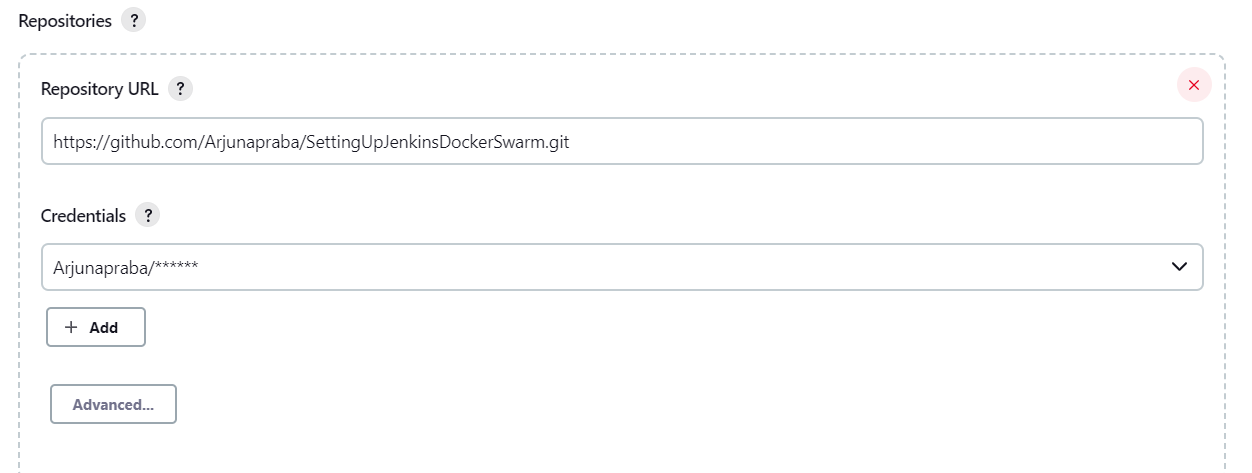 Repositories ?
Repository URL ?
https://github.com/Arjunapraba/SettingUpJenkinsDockerSwarm.git
Credentials ?
Arjunapraba/******
+ Add
Advanced...